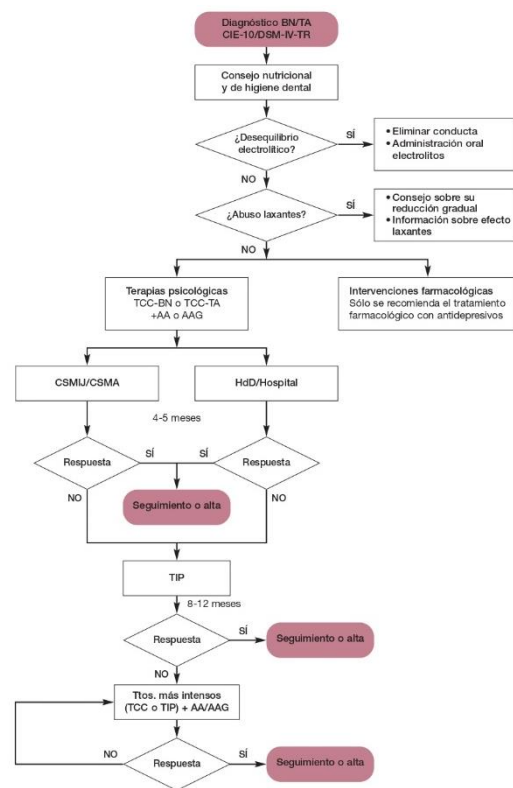 Diagnóstico BN/TA
CIE-10/DSM-IV-TR
Consejo nutricional
y de higiene dental
¿Desequilibrio
electrolítico?
SÍ
• Eliminar conducta
• Administración oral
electrolitos
NO
¿Abuso laxantes?
SÍ
• Consejo sobre su
reducción gradual
• Información sobre efecto
laxantes
NO
Terapias psicológicas
TCC-BN o TCC-TA
+AA o AAG
Intervenciones farmacológicas
Sólo se recomienda el tratamiento
farmacológico con antidepresivos
CSMIJ/CSMA
HdD/Hospital
4-5 meses
Respuesta
SÍ
SÍ
Respuesta
NO
NO
Seguimiento o alta
TIP
8-12 meses
Respuesta
SÍ
Seguimiento o alta
NO
Ttos. más intensos
(TCC o TIP) + AA/AAG
NO
Respuesta
SÍ
Seguimiento o alta